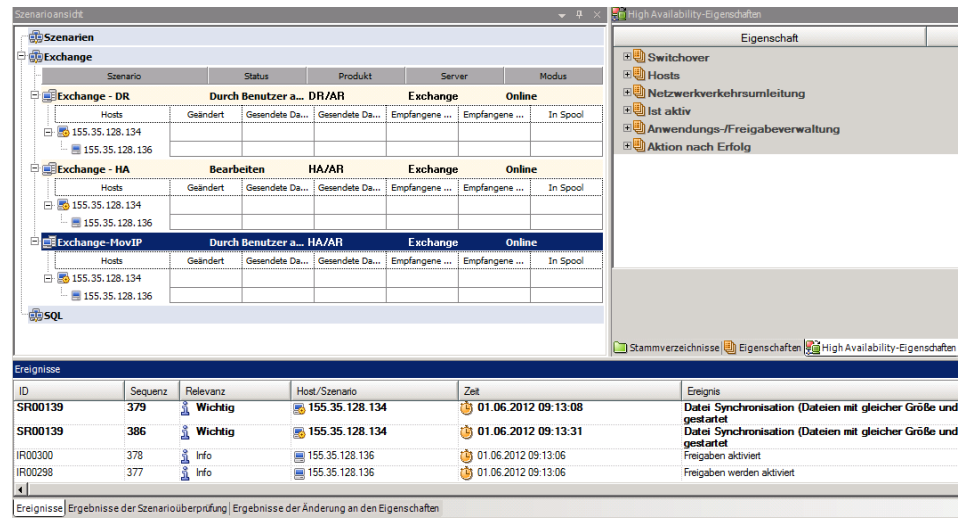 Szenarioansicht
Szenarien
Exchange
Szenario Status Produkt Server Modus
Exchange - DR Durch Benutzer a... DR/AR Exchange Online
Hosts Geändert Gesendete Da... Gesendete Da... Empfangene ... Empfangene ... In Spool
155.35.128.134
155.35.128.136
Exchange - HA Bearbeiten HA/AR Exchange Online
Hosts Geändert Gesendete Da... Gesendete Da... Empfangene ... Empfangene ... In Spool
155.35.128.134
155.35.128.136
Exchange-MovIP Durch Benutzer a... HA/AR Exchange Online
Hosts Geändert Gesendete Da... Gesendete Da... Empfangene ... Empfangene ... In Spool
155.35.128.134
155.35.128.136
SQL
High Availability-Eigenschaften
Eigenschaft
Switchover
Hosts
Netzwerkverkehrsumleitung
Ist aktiv
Anwendungs-/Freigabeverwaltung
Aktion nach Erfolg
Stammverzeichnisse Eigenschaften High Availability-Eigenschaften
Ereignisse
ID Sequenz Relevanz Host/Szenario Zeit Ereignis
SR00139 379 Wichtig 155.35.128.134 01.06.2012 09:13:08 Datei Synchronisation (Dateien mit gleicher Größe und
gestartet
SR00139 386 Wichtig 155.35.128.134 01.06.2012 09:13:31 Datei Synchronisation (Dateien mit gleicher Größe und
gestartet
IR00300 378 Info 155.35.128.136 01.06.2012 09:13:06 Freigaben aktiviert
IR00298 377 Info 155.35.128.136 01.06.2012 09:13:06 Freigaben werden aktiviert
Ereignisse Ergebnisse der Szenarioüberprüfung Ergebnisse der Änderung an den Eigenschaften